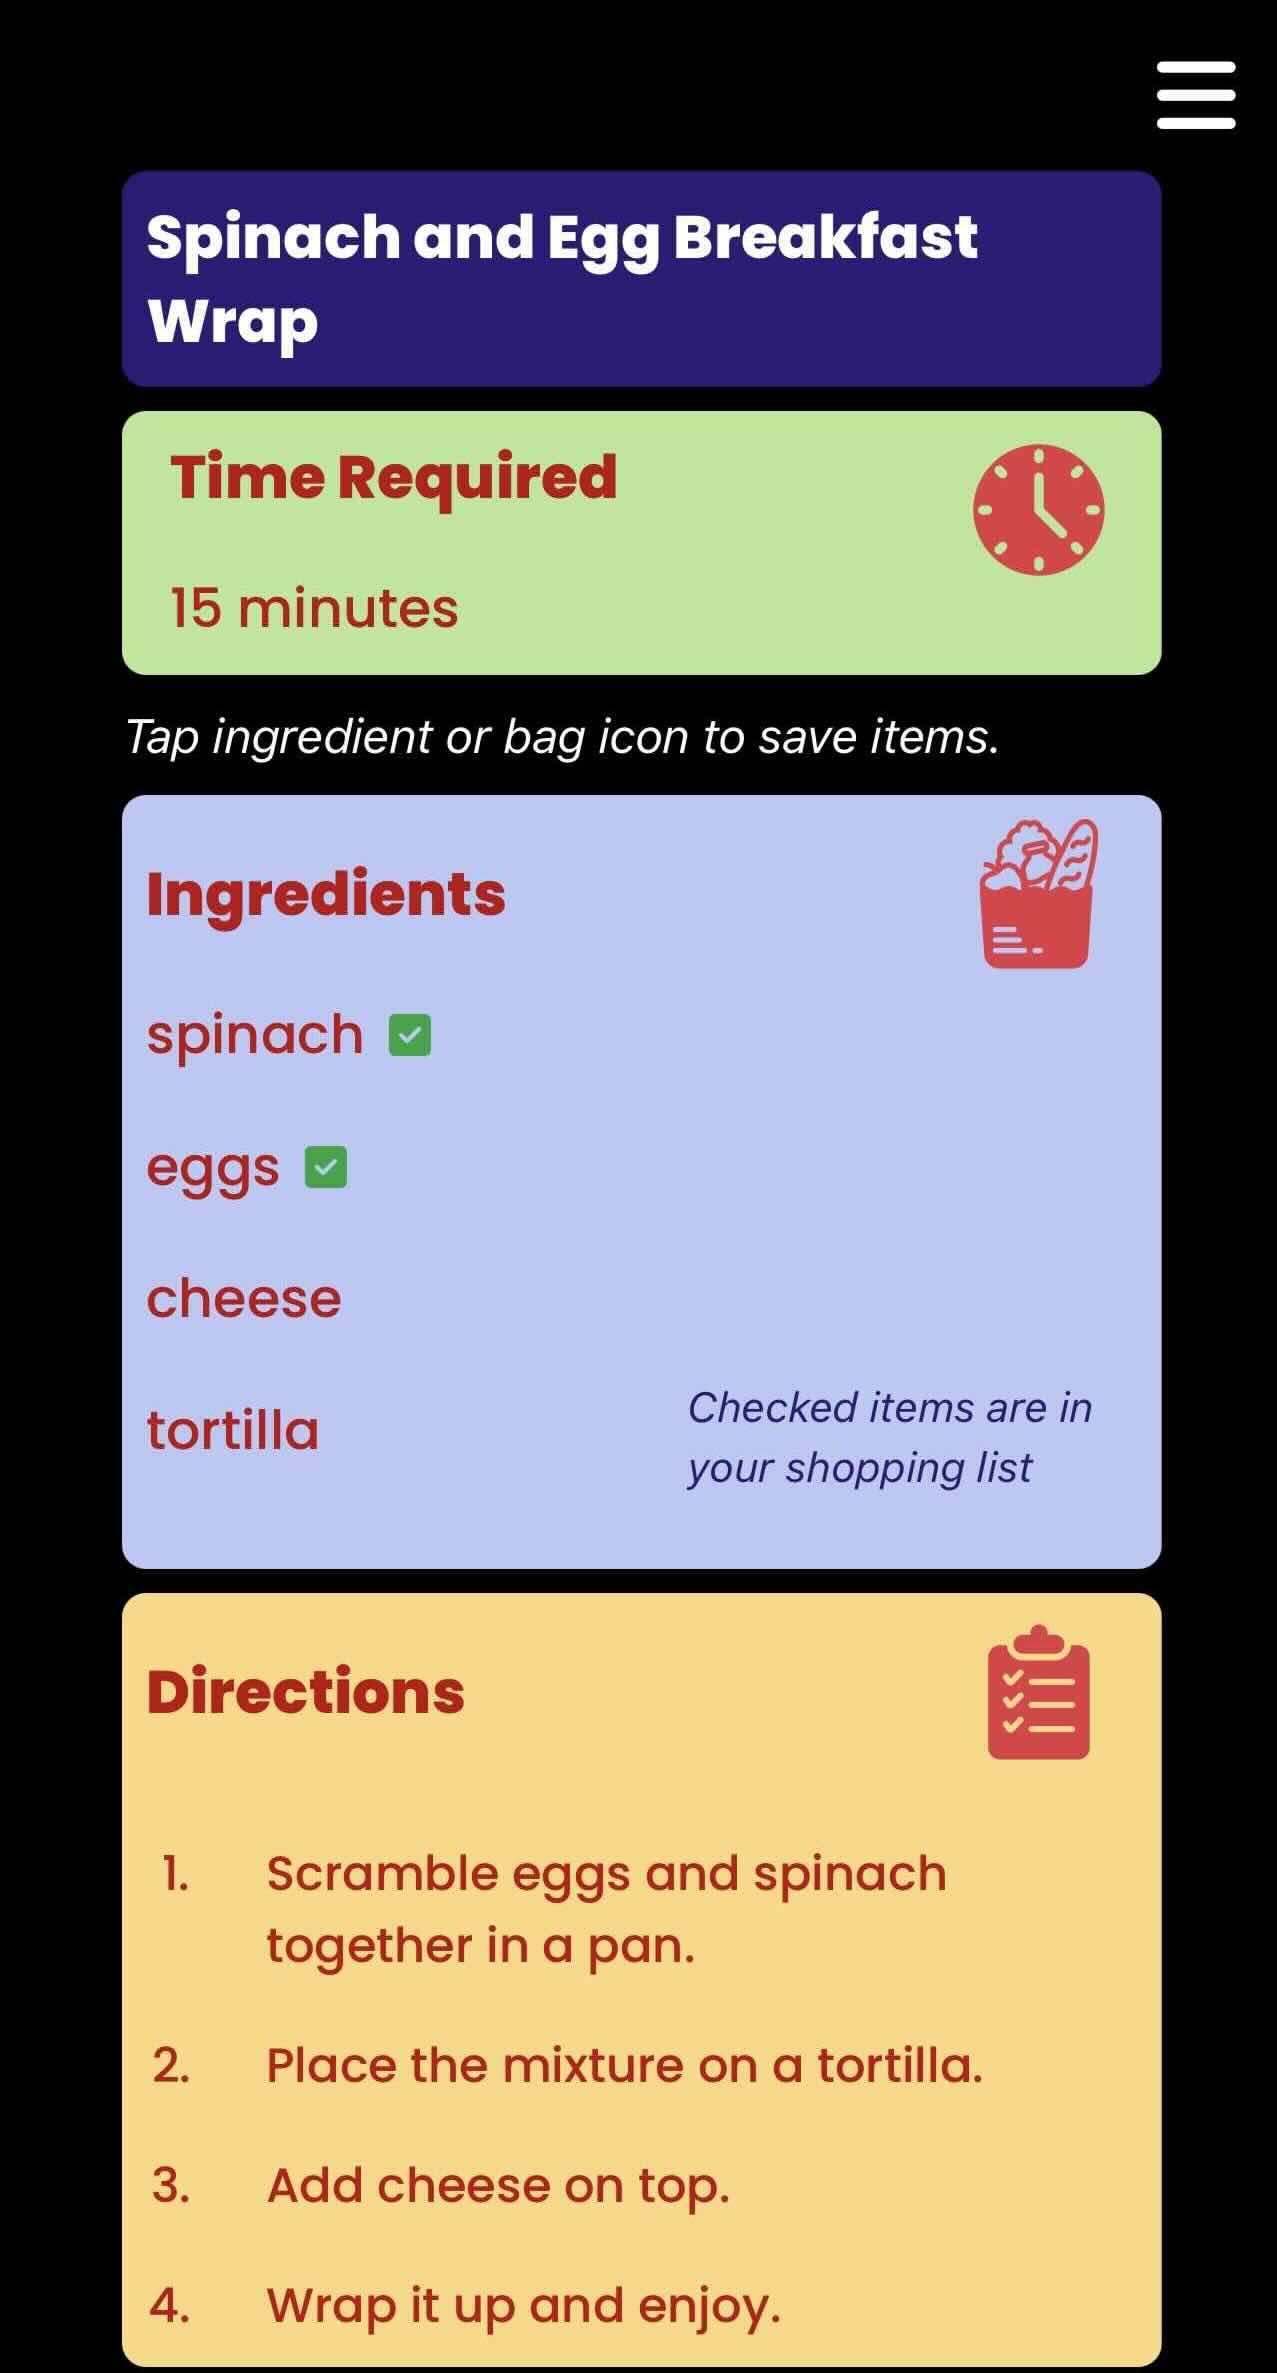 Spinach and Egg Breakfast
Wrap
Time Required
15 minutes
Tap ingredient or bag icon to save items.
Ingredients
spinach
eggs
cheese
tortilla
Checked items are in
your shopping list
Directions
1. Scramble eggs and spinach
together in a pan.
2. Place the mixture on a tortilla.
3. Add cheese on top.
4. Wrap it up and enjoy.